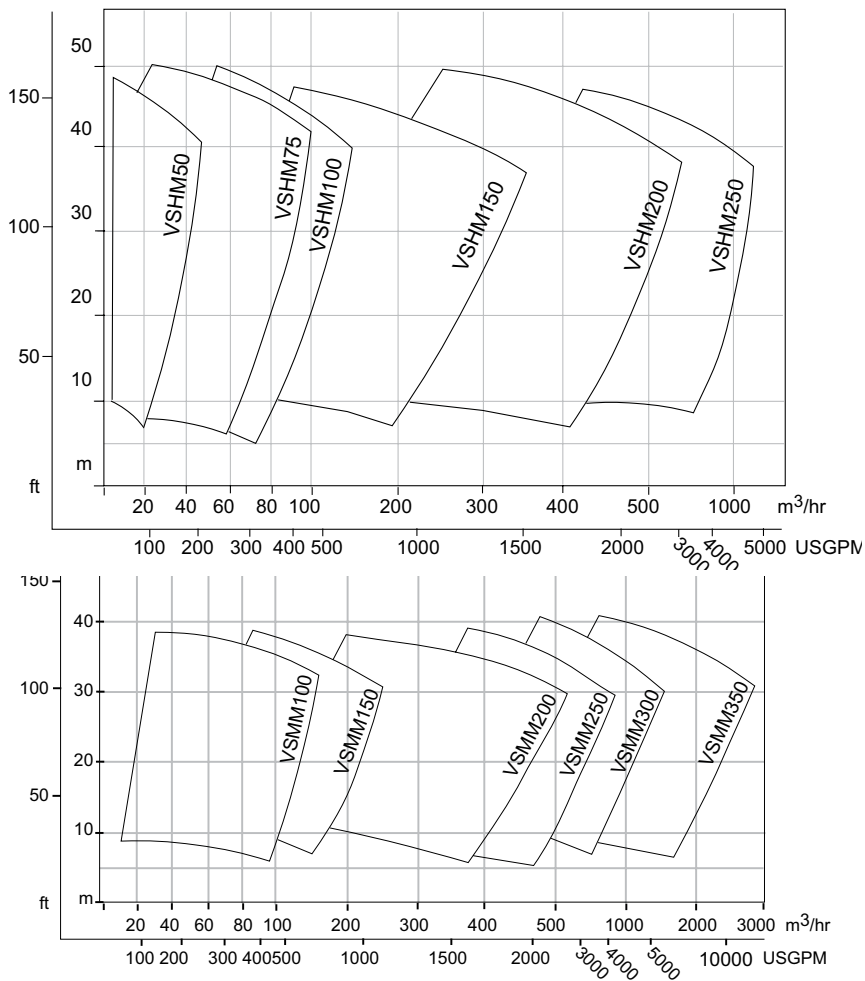 50
150
40
VSHM50
VSHM75
VSHM100
VSHM150
VSHM200
VSHM250
30
100
20
50
10
m
ft
20 40 60 80 100 200 300 400 500 1000 m3/hr
100 200 300 400 500 1000 1500 2000 3000 4000 5000 USGPM
150
40
100
30
VSMM100
VSMM150
VSMM200
VSMM250
VSMM300
VSMM350
20
50
10
ft
m
20 40 60 80 100 200 300 400 500 1000 2000 3000 m3/hr
100 200 300 400 500 1000 1500 2000 3000 4000 5000 10000 USGPM